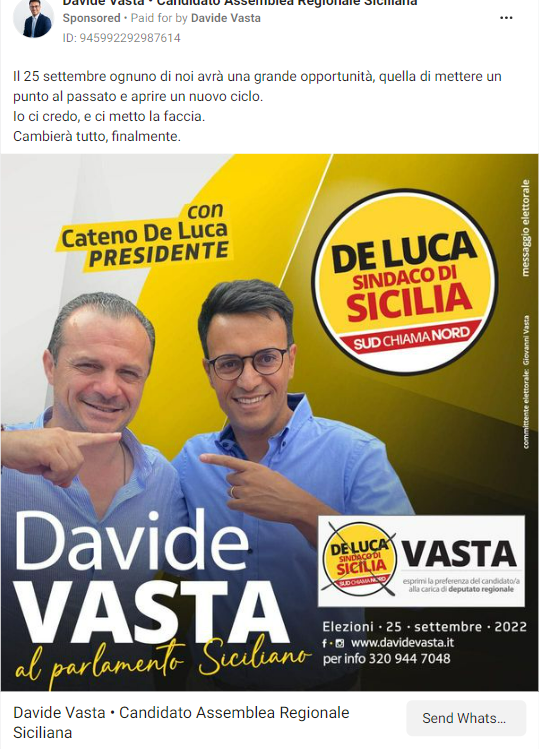 Davide Vasta • Candidato Assemblea Regionale Siciliana
Sponsored • Paid for by Davide Vasta
ID: 945992292987614
Il 25 settembre ognuno di noi avrà una grande opportunità, quella di mettere un
punto al passato e aprire un nuovo ciclo.
Io ci credo, e ci metto la faccia.
Cambierà tutto, finalmente.
con
Cateno De Luca
PRESIDENTE
DE LUCA
SINDACO DI
SICILIA
SUD CHIAMA NORD
messaggio elettorale
committente elettorale: Giovanni Vasta
Davide
VASTA
al parlamento Siciliano
DE LUCA
SINDACO DI
SICILIA
SUD CHIAMA NORD
VASTA
esprimi la preferenza del candidato/a
alla carica di deputato regionale
Elezioni • 25 • settembre • 2022
www.davidevasta.it
per info 320 944 7048
Davide Vasta • Candidato Assemblea Regionale
Siciliana
Send Whats...